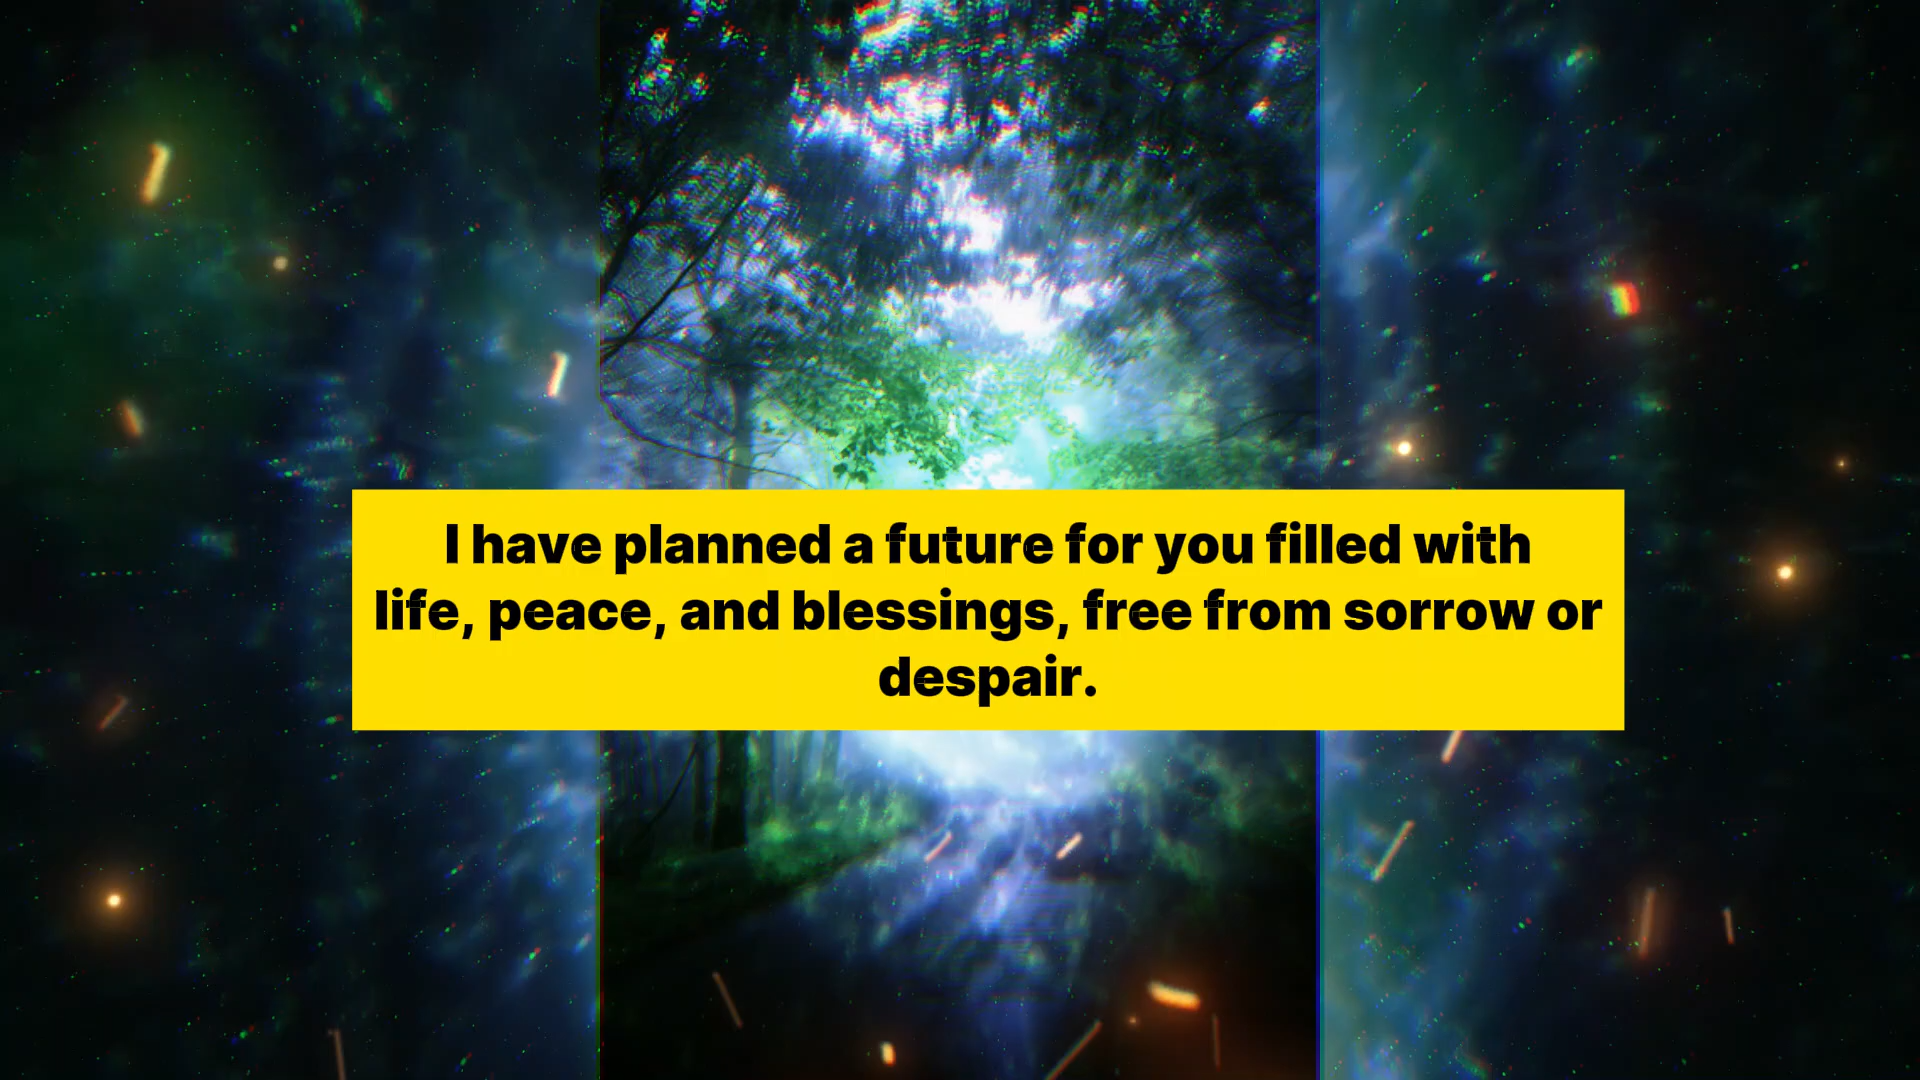 I have planned a future for you filled with
life, peace, and blessings, free from sorrow or
despair.